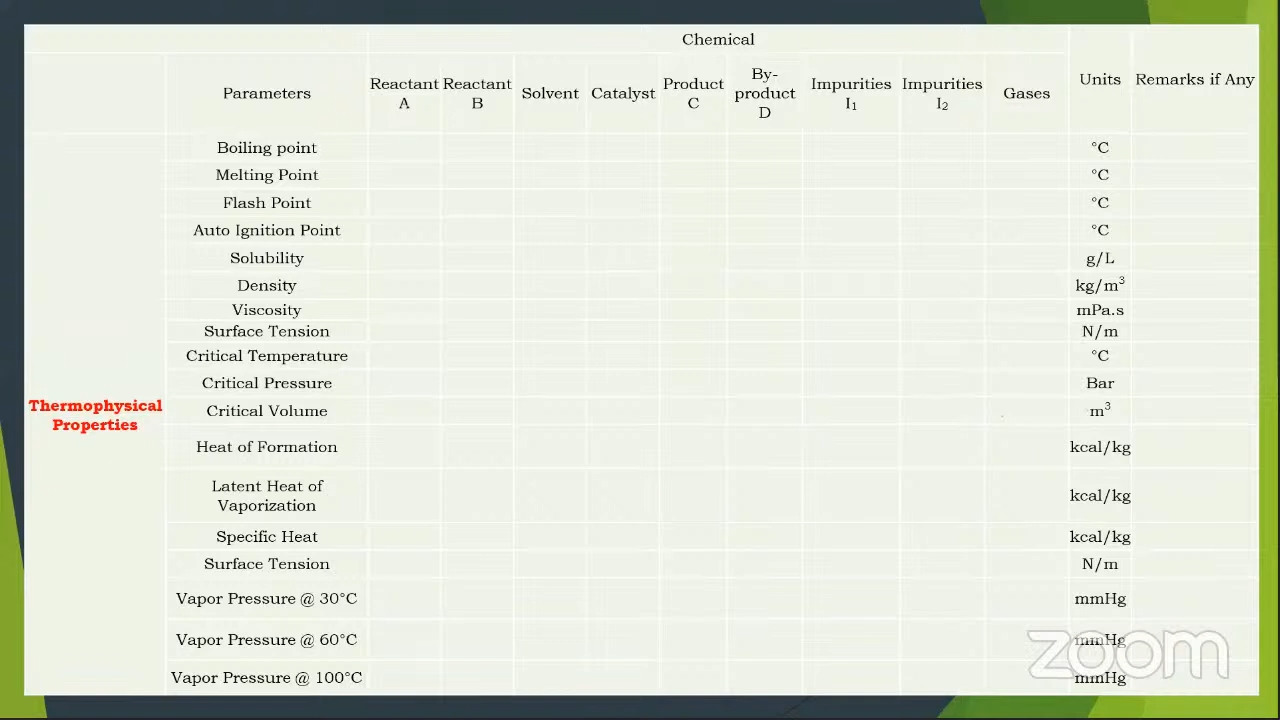 Chemical
Parameters Reactant A Reactant B Solvent Catalyst Product C By-product D Impurities I₁ Impurities I₂ Gases Units Remarks if Any
Thermophysical Properties
Boiling point °C
Melting Point °C
Flash Point °C
Auto Ignition Point °C
Solubility g/L
Density kg/m³
Viscosity mPa.s
Surface Tension N/m
Critical Temperature °C
Critical Pressure Bar
Critical Volume m³
Heat of Formation kcal/kg
Latent Heat of Vaporization kcal/kg
Specific Heat kcal/kg
Surface Tension N/m
Vapor Pressure @ 30°C mmHg
Vapor Pressure @ 60°C mmHg
Vapor Pressure @ 100°C mmHg
zoom